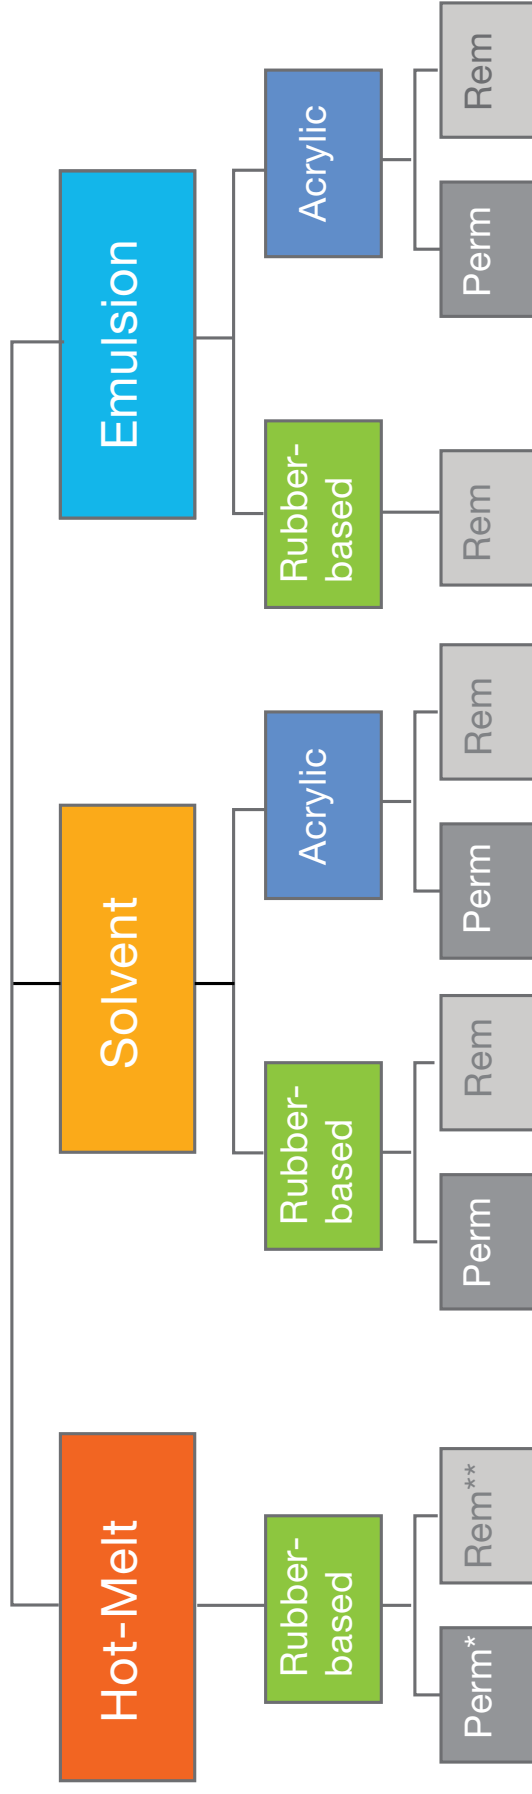 Hot-Melt
Solvent
Emulsion
Rubber-
based
Rubber-
based
Acrylic
Rubber-
based
Acrylic
Perm*
Rem**
Perm
Rem
Perm
Rem
Rem
Perm
Rem